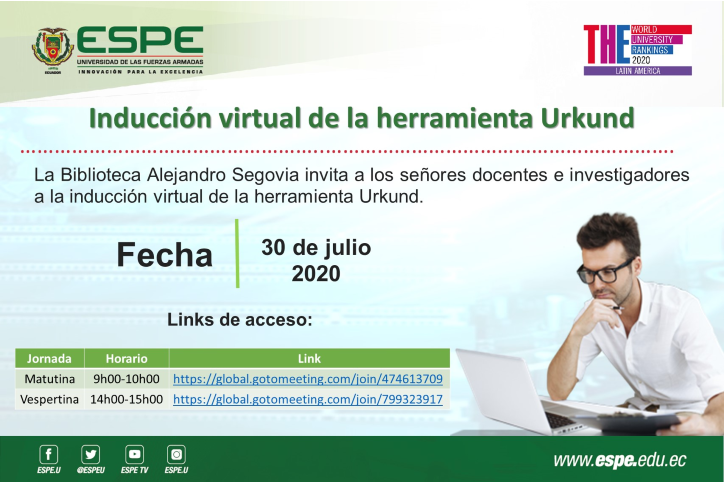 ESPE
UNIVERSIDAD DE LAS FUERZAS ARMADAS
INNOVACIÓN PARA LA EXCELENCIA
ECUADOR
THE WORLD
UNIVERSITY
RANKINGS
2020
LATIN AMERICA
Inducción virtual de la herramienta Urkund
La Biblioteca Alejandro Segovia invita a los señores docentes e investigadores
a la inducción virtual de la herramienta Urkund.
Fecha
30 de julio
2020
Links de acceso:
Jornada Horario Link
Matutina 9h00-10h00 https://global.gotomeeting.com/join/474613709
Vespertina 14h00-15h00 https://global.gotomeeting.com/join/799323917
ESPE.U @ESPEU ESPE TV ESPE.U
www.espe.edu.ec